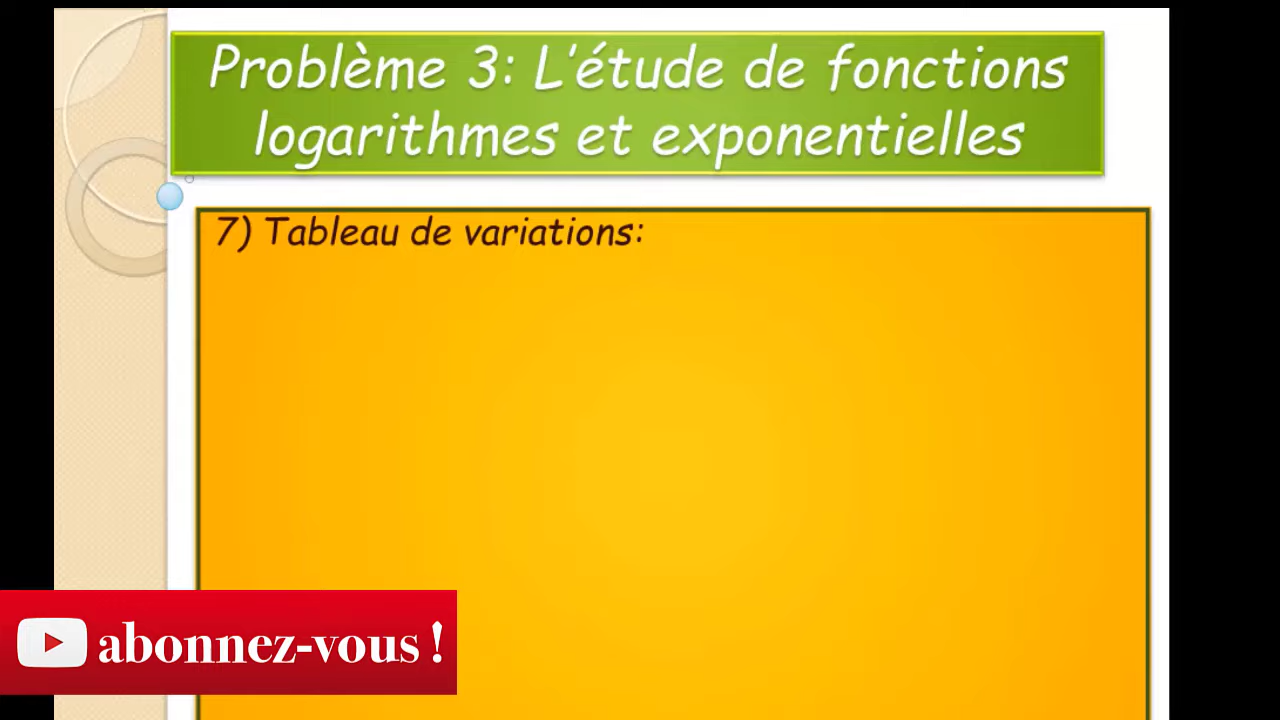 Problème 3: L'étude de fonctions
logarithmes et exponentielles
7) Tableau de variations:
abonnez-vous !